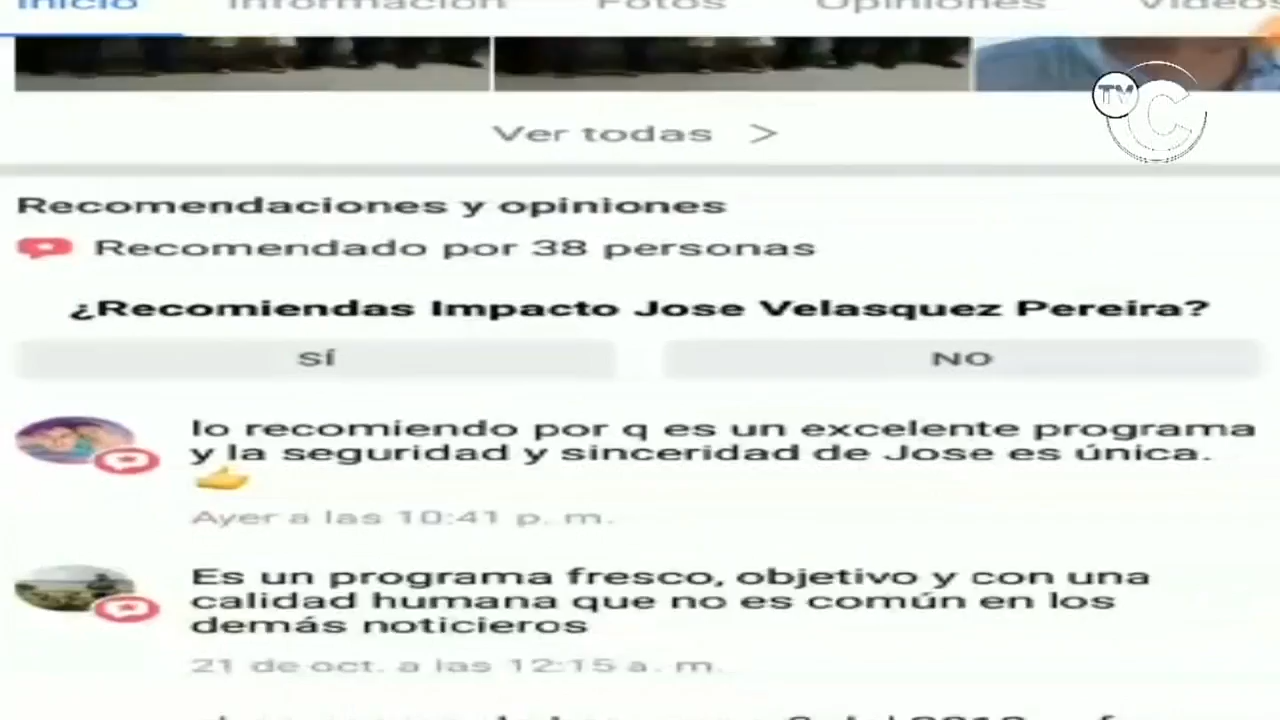 Inicio Información Fotos Opiniones Videos
TV C
Ver todas >
Recomendaciones y opiniones
Recomendado por 38 personas
¿Recomiendas Impacto Jose Velasquez Pereira?
SÍ NO
lo recomiendo por q es un excelente programa
y la seguridad y sinceridad de Jose es única.
Ayer a las 10:41 p. m.
Es un programa fresco, objetivo y con una
calidad humana que no es común en los
demás noticieros
21 de oct. a las 12:15 a. m.